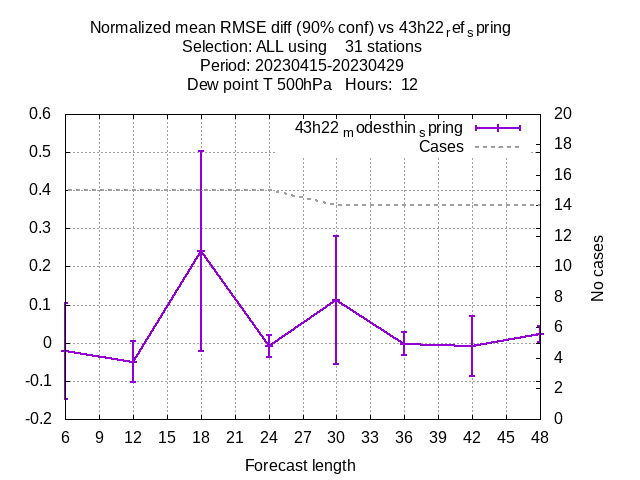 Normalized mean RMSE diff (90% conf) vs 43h22refspring
Selection: ALL using 31 stations
Period: 20230415-20230429
Dew point T 500hPa Hours: 12
43h22modesthinspring
Cases
0.6
0.5
0.4
0.3
0.2
0.1
0
-0.1
-0.2
20
18
16
14
12
10
8
6
4
2
0
No cases
6 9 12 15 18 21 24 27 30 33 36 39 42 45 48
Forecast length